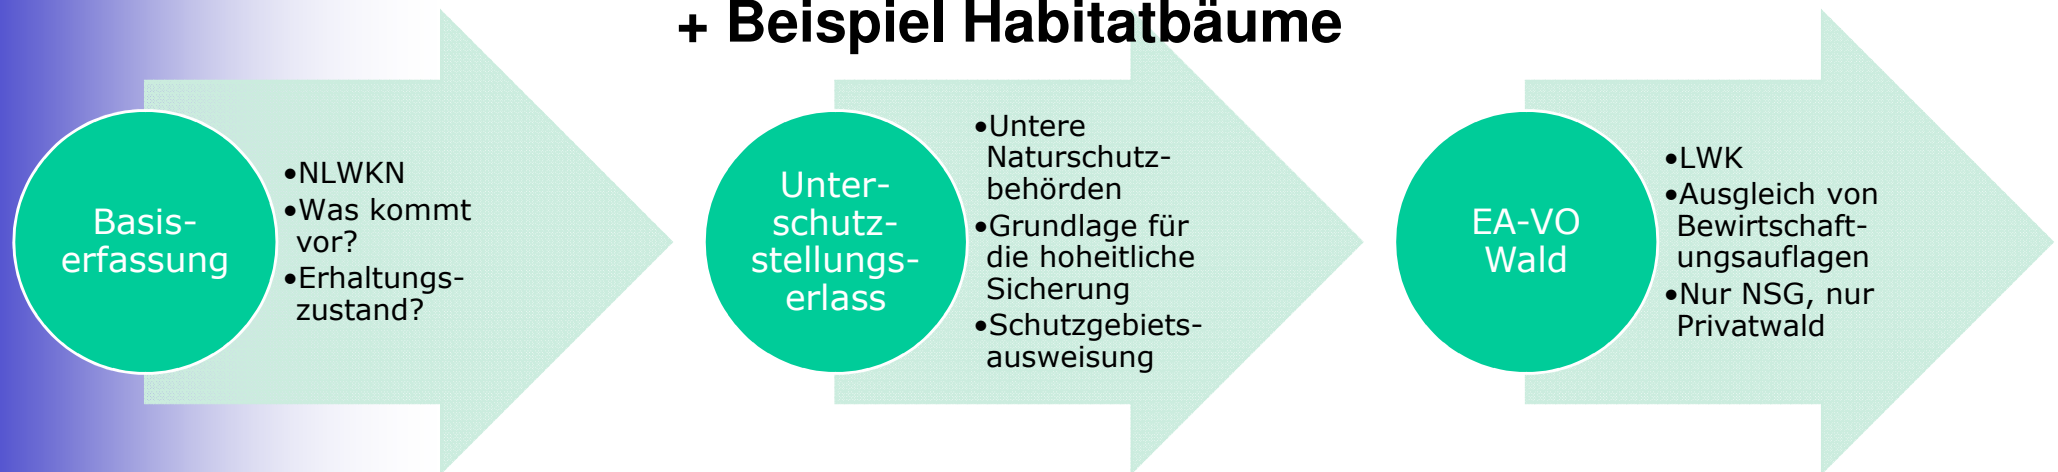 + Beispiel Habitatbäume
Basis-
erfassung
•NLWKN
•Was kommt
vor?
•Erhaltungs-
zustand?
Unter-
schutz-
stellungs-
erlass
•Untere
Naturschutz-
behörden
•Grundlage für
die hoheitliche
Sicherung
•Schutzgebiets-
ausweisung
EA-VO
Wald
•LWK
•Ausgleich von
Bewirtschaft-
ungsauflagen
•Nur NSG, nur
Privatwald